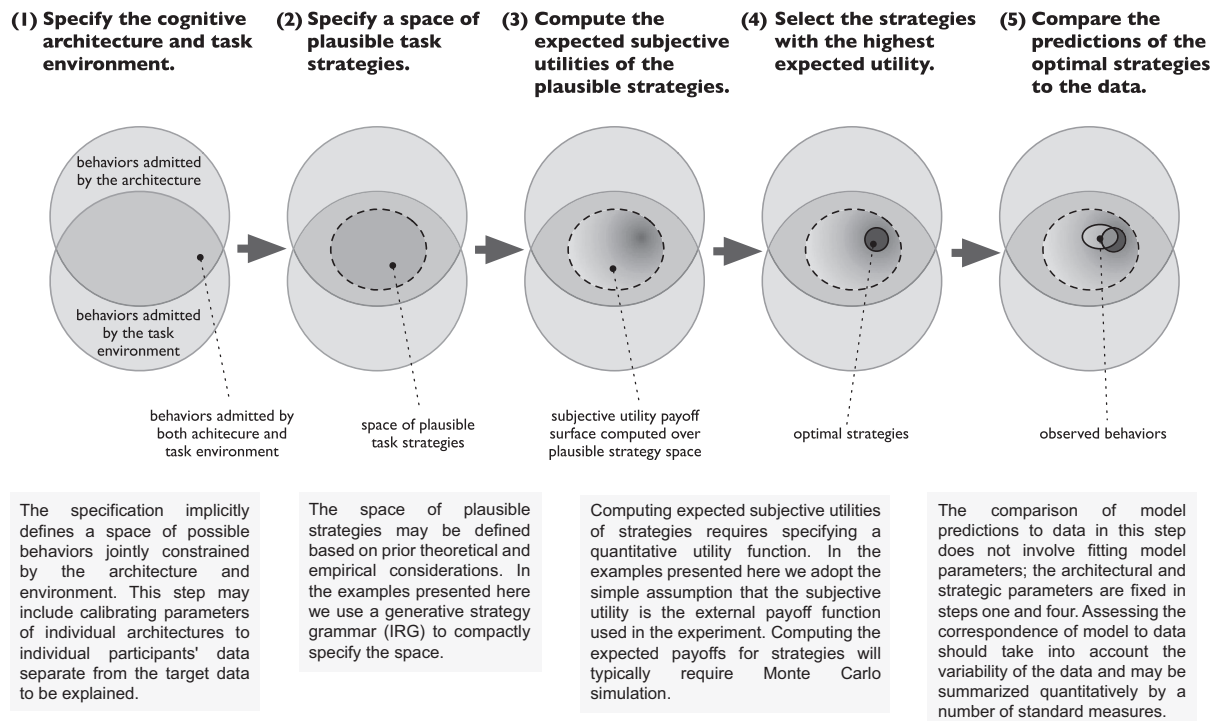 (1) Specify the cognitive
architecture and task
environment.
(2) Specify a space of
plausible task
strategies.
(3) Compute the
expected subjective
utilities of the
plausible strategies.
(4) Select the strategies
with the highest
expected utility.
(5) Compare the
predictions of the
optimal strategies
to the data.
behaviors admitted
by the architecture
behaviors admitted
by the task
environment
behaviors admitted by
both achitecure and
task environment
space of plausible
task strategies
subjective utility payoff
surface computed over
plausible strategy space
optimal strategies
observed behaviors
The specification implicitly
defines a space of possible
behaviors jointly constrained
by the architecture and
environment. This step may
include calibrating parameters
of individual architectures to
individual participants' data
separate from the target data
to be explained.
The space of plausible
strategies may be defined
based on prior theoretical and
empirical considerations. In
the examples presented here
we use a generative strategy
grammar (IRG) to compactly
specify the space.
Computing expected subjective utilities
of strategies requires specifying a
quantitative utility function. In the
examples presented here we adopt the
simple assumption that the subjective
utility is the external payoff function
used in the experiment. Computing the
expected payoffs for strategies will
typically require Monte Carlo
simulation.
The comparison of model
predictions to data in this step
does not involve fitting model
parameters; the architectural and
strategic parameters are fixed in
steps one and four. Assessing the
correspondence of model to data
should take into account the
variability of the data and may be
summarized quantitatively by a
number of standard measures.